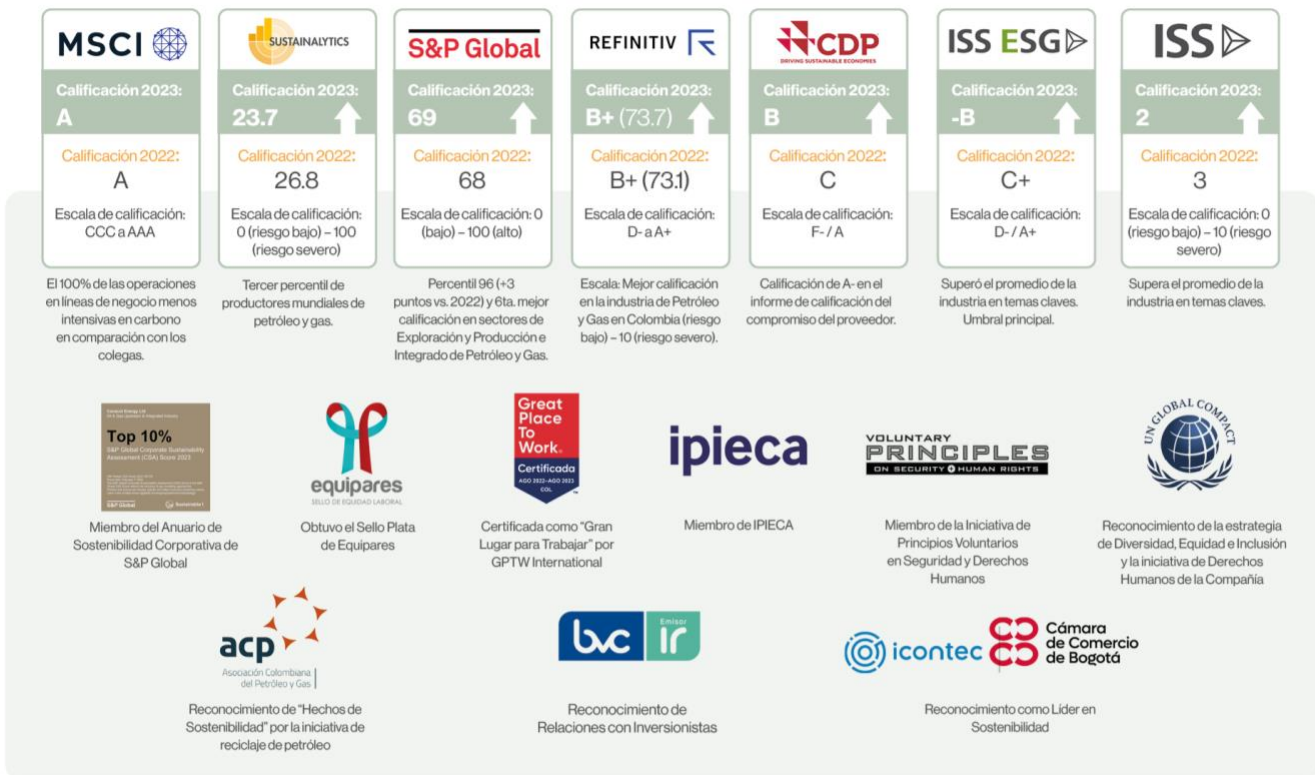 MSCI
Calificación 2023:
A
Calificación 2022:
A
Escala de calificación:
CCC a AAA
El 100% de las operaciones
en líneas de negocio menos
intensivas en carbono
en comparación con los
colegas.
SUSTAINALYTICS
Calificación 2023:
23.7
Calificación 2022:
26.8
Escala de calificación:
0 (riesgo bajo) – 100
(riesgo severo)
Tercer percentil de
productores mundiales de
petróleo y gas.
S&P Global
Calificación 2023:
69
Calificación 2022:
68
Escala de calificación: 0
(bajo) – 100 (alto)
Percentil 96 (+3
puntos vs. 2022) y 6ta. mejor
calificación en sectores de
Exploración y Producción e
Integrado de Petróleo y Gas.
REFINITIV
Calificación 2023:
B+ (73.7)
Calificación 2022:
B+ (73.1)
Escala de calificación:
D- a A+
Escala: Mejor calificación
en la industria de Petróleo
y Gas en Colombia (riesgo
bajo) – 10 (riesgo severo).
CDP
DRIVING SUSTAINABLE ECONOMIES
Calificación 2023:
B
Calificación 2022:
C
Escala de calificación:
F- / A
Calificación de A- en el
informe de calificación del
compromiso del proveedor.
ISS ESG
Calificación 2023:
-B
Calificación 2022:
C+
Escala de calificación:
D- / A+
Superó el promedio de la
industria en temas claves.
Umbral principal.
ISS
Calificación 2023:
2
Calificación 2022:
3
Escala de calificación: 0
(riesgo bajo) – 10 (riesgo
severo)
Supera el promedio de la
industria en temas claves.
Top 10%
S&P Global Corporate Sustainability
Assessment (CSA) Score 2023
S&P Global
Sustainable1
Miembro del Anuario de
Sostenibilidad Corporativa de
S&P Global
equipares
SELLO DE EQUIDAD LABORAL
Obtuvo el Sello Plata
de Equipares
Great
Place
To
Work.
Certificada
AGO 2022–AGO 2023
COL
TM
Certificada como “Gran
Lugar para Trabajar” por
GPTW International
ipieca
Miembro de IPIECA
VOLUNTARY
PRINCIPLES
ON SECURITY + HUMAN RIGHTS
Miembro de la Iniciativa de
Principios Voluntarios
en Seguridad y Derechos
Humanos
UN GLOBAL COMPACT
Reconocimiento de la estrategia
de Diversidad, Equidad e Inclusión
y la iniciativa de Derechos
Humanos de la Compañía
acp
Asociación Colombiana
del Petróleo y Gas
Reconocimiento de “Hechos de
Sostenibilidad” por la iniciativa de
reciclaje de petróleo
bvc
Emisor
ir
Reconocimiento de
Relaciones con Inversionistas
icontec
Cámara
de Comercio
de Bogotá
Reconocimiento como Líder en
Sostenibilidad